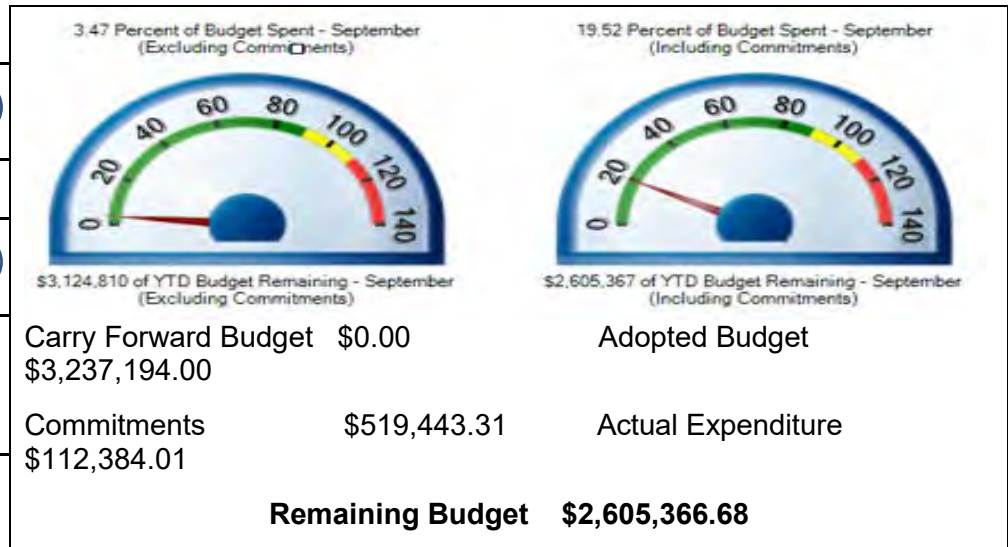 3.47 Percent of Budget Spent - September
(Excluding Commitments)
0 20 40 60 80 100 120 140
$3,124,810 of YTD Budget Remaining - September
(Excluding Commitments)
19.52 Percent of Budget Spent - September
(Including Commitments)
0 20 40 60 80 100 120 140
$2,605,367 of YTD Budget Remaining - September
(Including Commitments)
Carry Forward Budget $0.00 Adopted Budget
$3,237,194.00
Commitments $519,443.31 Actual Expenditure
$112,384.01
Remaining Budget $2,605,366.68